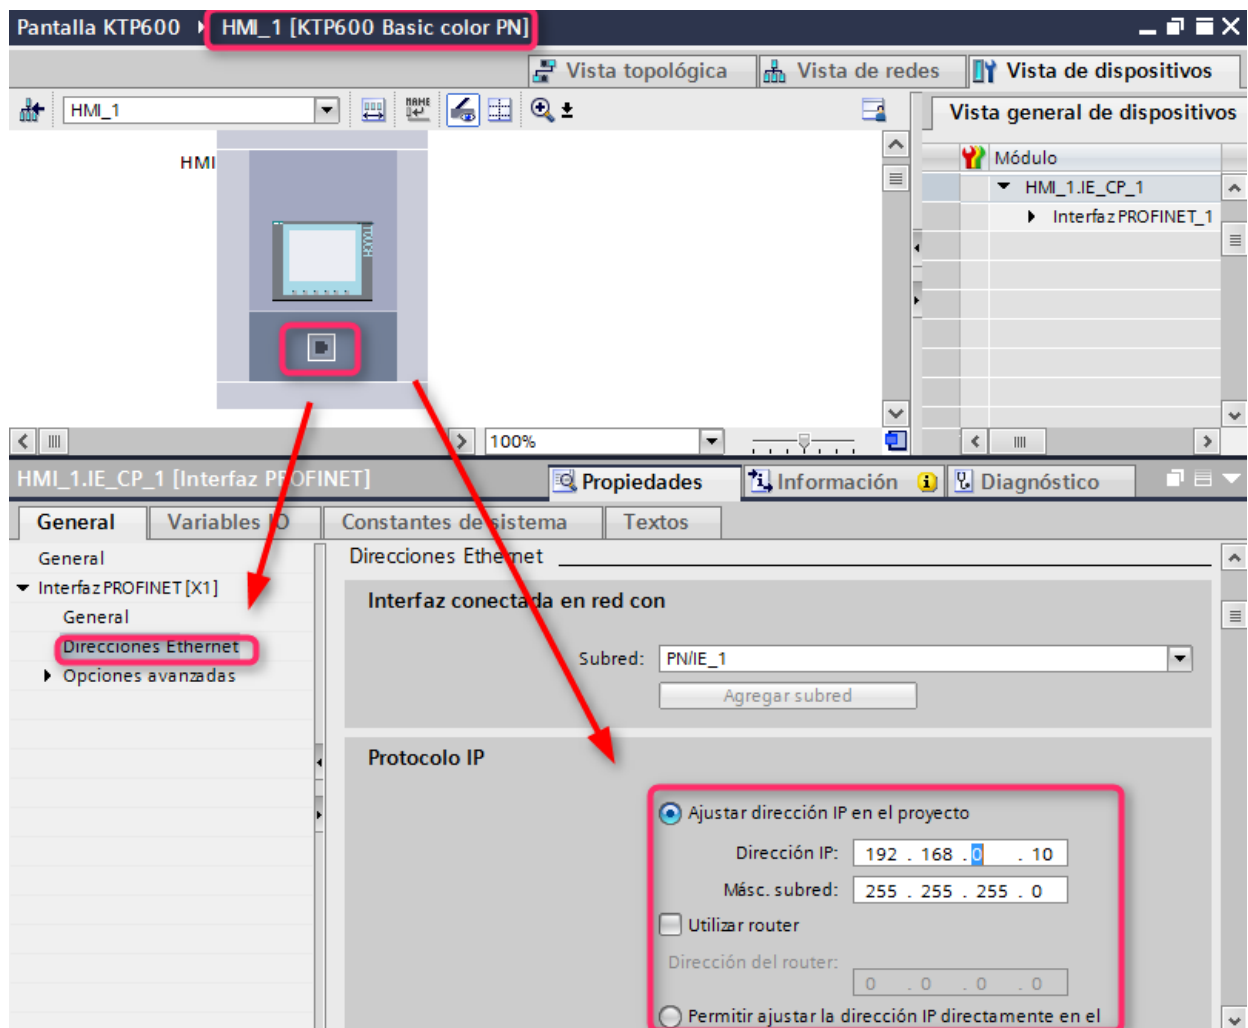 Pantalla KTP600 HMI_1 [KTP600 Basic color PN]
Vista topológica Vista de redes Vista de dispositivos
HMI_1 NAME Vista general de dispositivos
HMI Módulo
HMI_1.IE_CP_1
Interfaz PROFINET_1
TOUCH
100%
HMI_1.IE_CP_1 [Interfaz PROFINET] Propiedades Información Diagnóstico
General Variables IO Constantes de sistema Textos
General Direcciones Ethernet
Interfaz PROFINET [X1] Interfaz conectada en red con
General
Direcciones Ethernet Subred: PN/IE_1
Opciones avanzadas Agregar subred
Protocolo IP
Ajustar dirección IP en el proyecto
Dirección IP: 192 . 168 . 0 . 10
Másc. subred: 255 . 255 . 255 . 0
Utilizar router
Dirección del router: 0 . 0 . 0 . 0
Permitir ajustar la dirección IP directamente en el